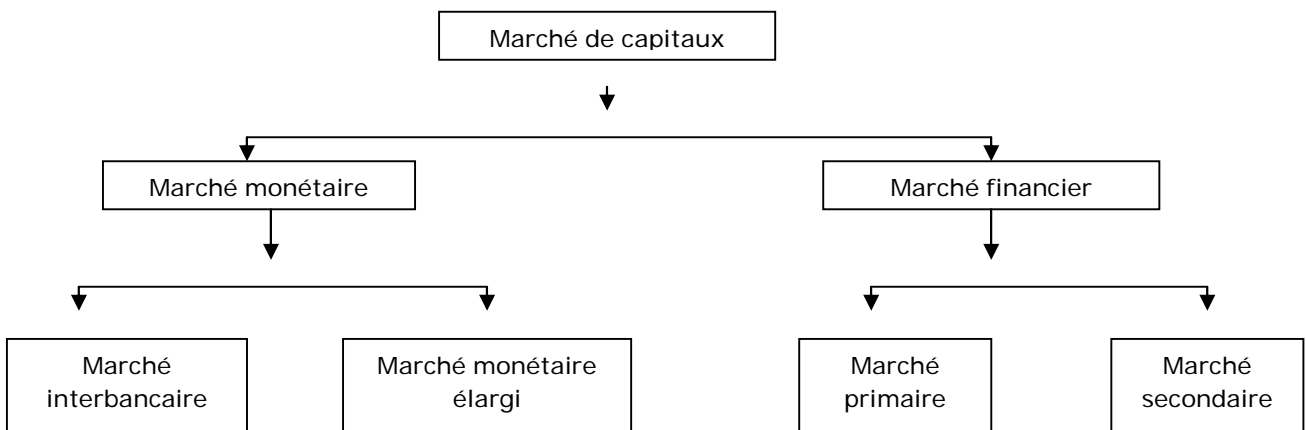 Marché de capitaux
Marché monétaire
Marché financier
Marché
interbancaire
Marché monétaire
élargi
Marché
primaire
Marché
secondaire